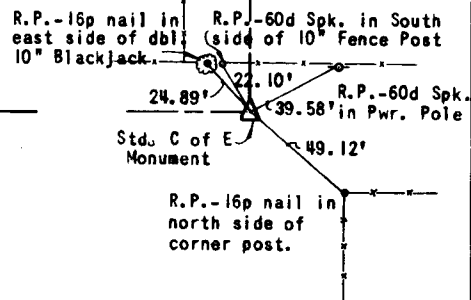 R.P.-16p nail in
east side of dbl
10" Blackjack
R.P.-60d Spk. in South
side of 10" Fence Post
22.10'
24.89'
39.58'
R.P.-60d Spk.
in Pwr. Pole
Std. C of E
Monument
49.12'
R.P.-16p nail in
north side of
corner post.